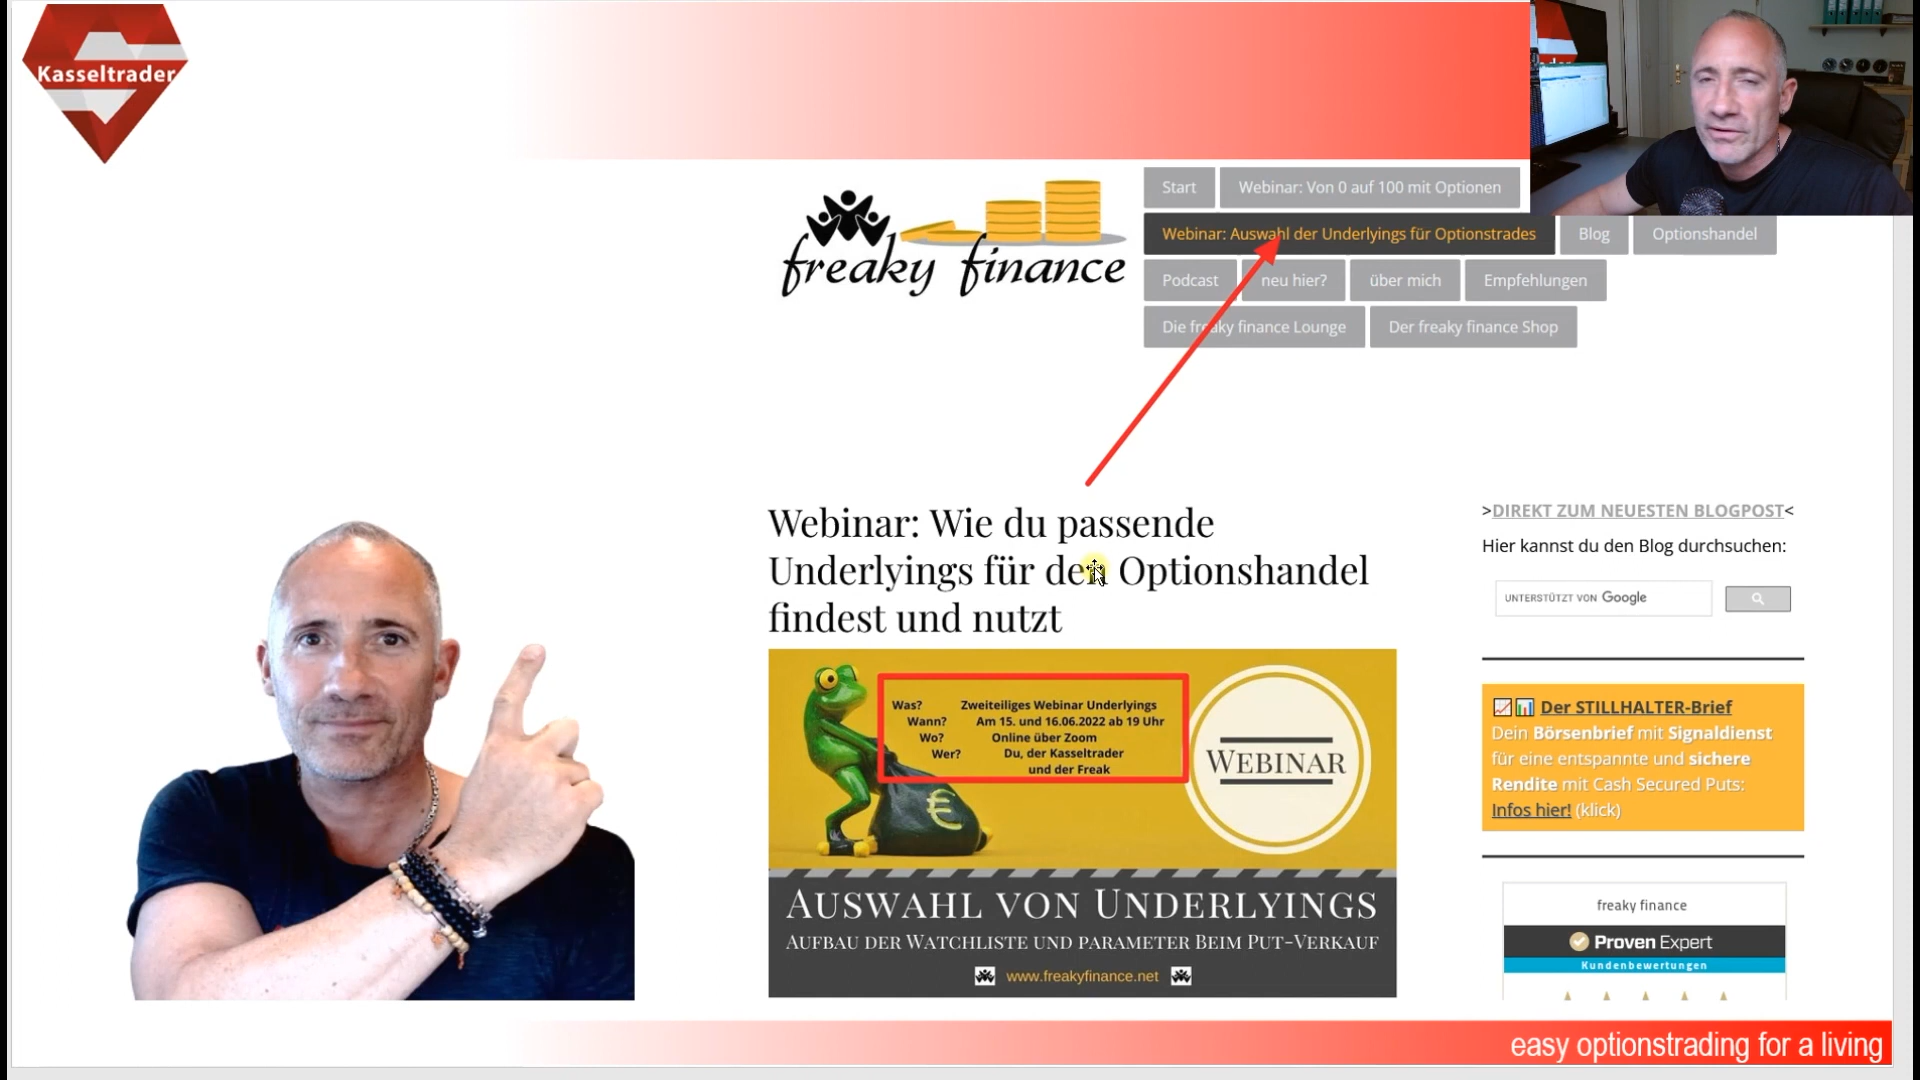 Kasseltrader
freaky finance
Start
Webinar: Von 0 auf 100 mit Optionen
Webinar: Auswahl der Underlyings für Optionstrades
Blog
Optionshandel
Podcast
neu hier?
über mich
Empfehlungen
Die freaky finance Lounge
Der freaky finance Shop
Webinar: Wie du passende
Underlyings für den Optionshandel
findest und nutzt
Was? Zweiteiliges Webinar Underlyings
Wann? Am 15. und 16.06.2022 ab 19 Uhr
Wo? Online über Zoom
Wer? Du, der Kasseltrader
und der Freak
€
WEBINAR
AUSWAHL VON UNDERLYINGS
AUFBAU DER WATCHLISTE UND PARAMETER BEIM PUT-VERKAUF
www.freakyfinance.net
>DIREKT ZUM NEUESTEN BLOGPOST<
Hier kannst du den Blog durchsuchen:
UNTERSTÜTZT VON Google
Der STILLHALTER-Brief
Dein Börsenbrief mit Signaldienst
für eine entspannte und sichere
Rendite mit Cash Secured Puts:
Infos hier! (klick)
freaky finance
Proven Expert
Kundenbewertungen
easy optionstrading for a living